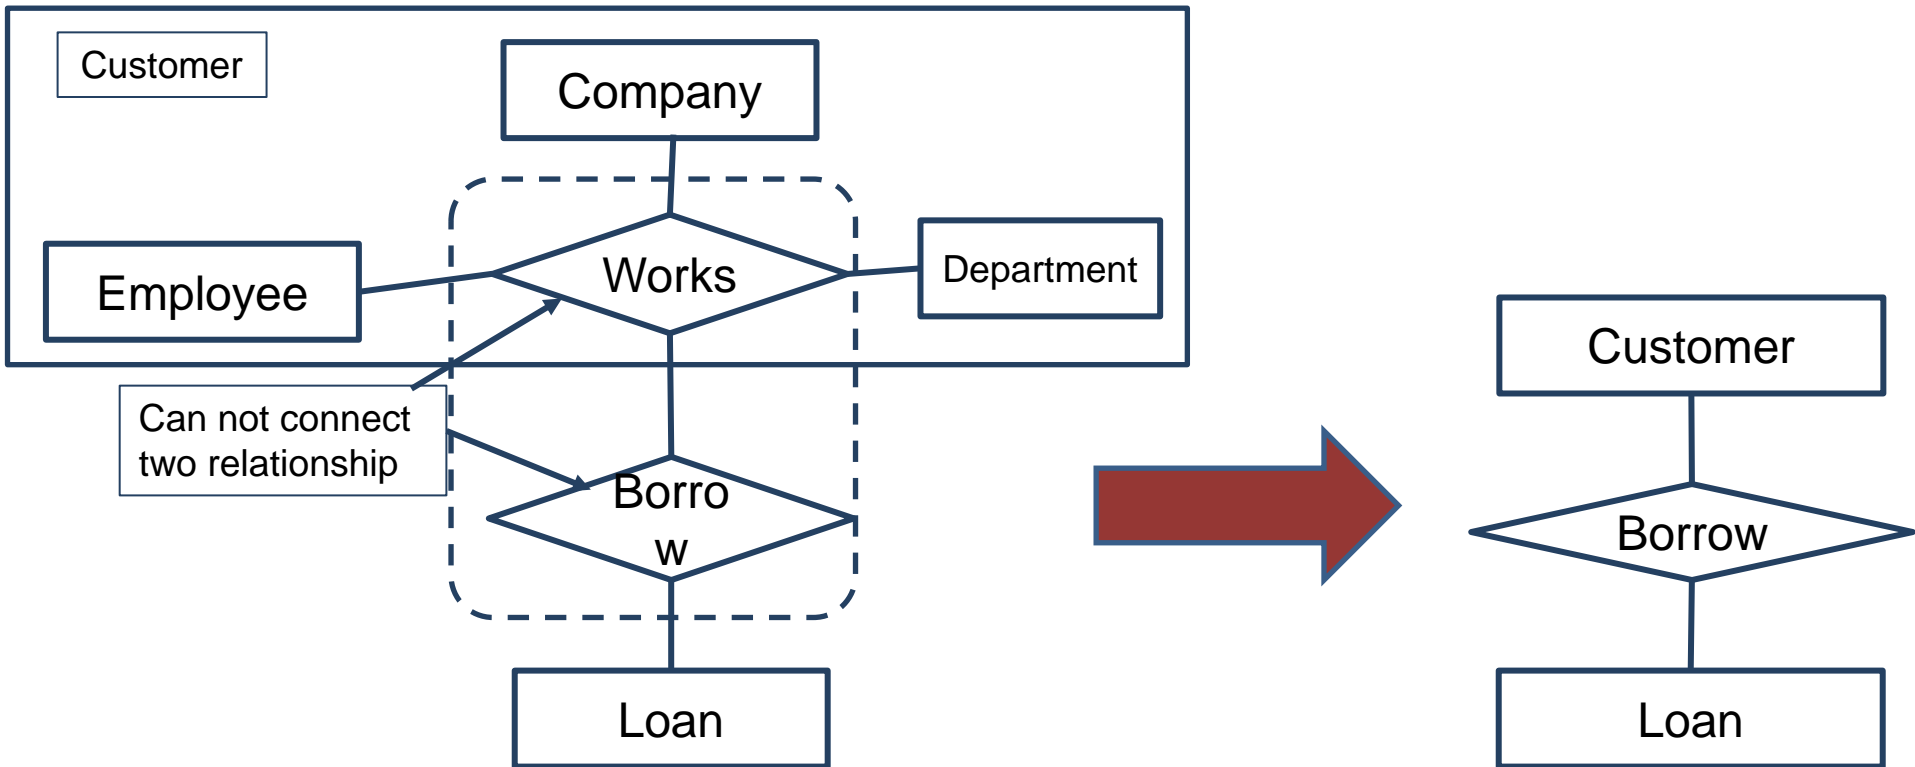 Customer
Company
Employee
Works
Department
Can not connect
two relationship
Borro
w
Loan
Customer
Borrow
Loan